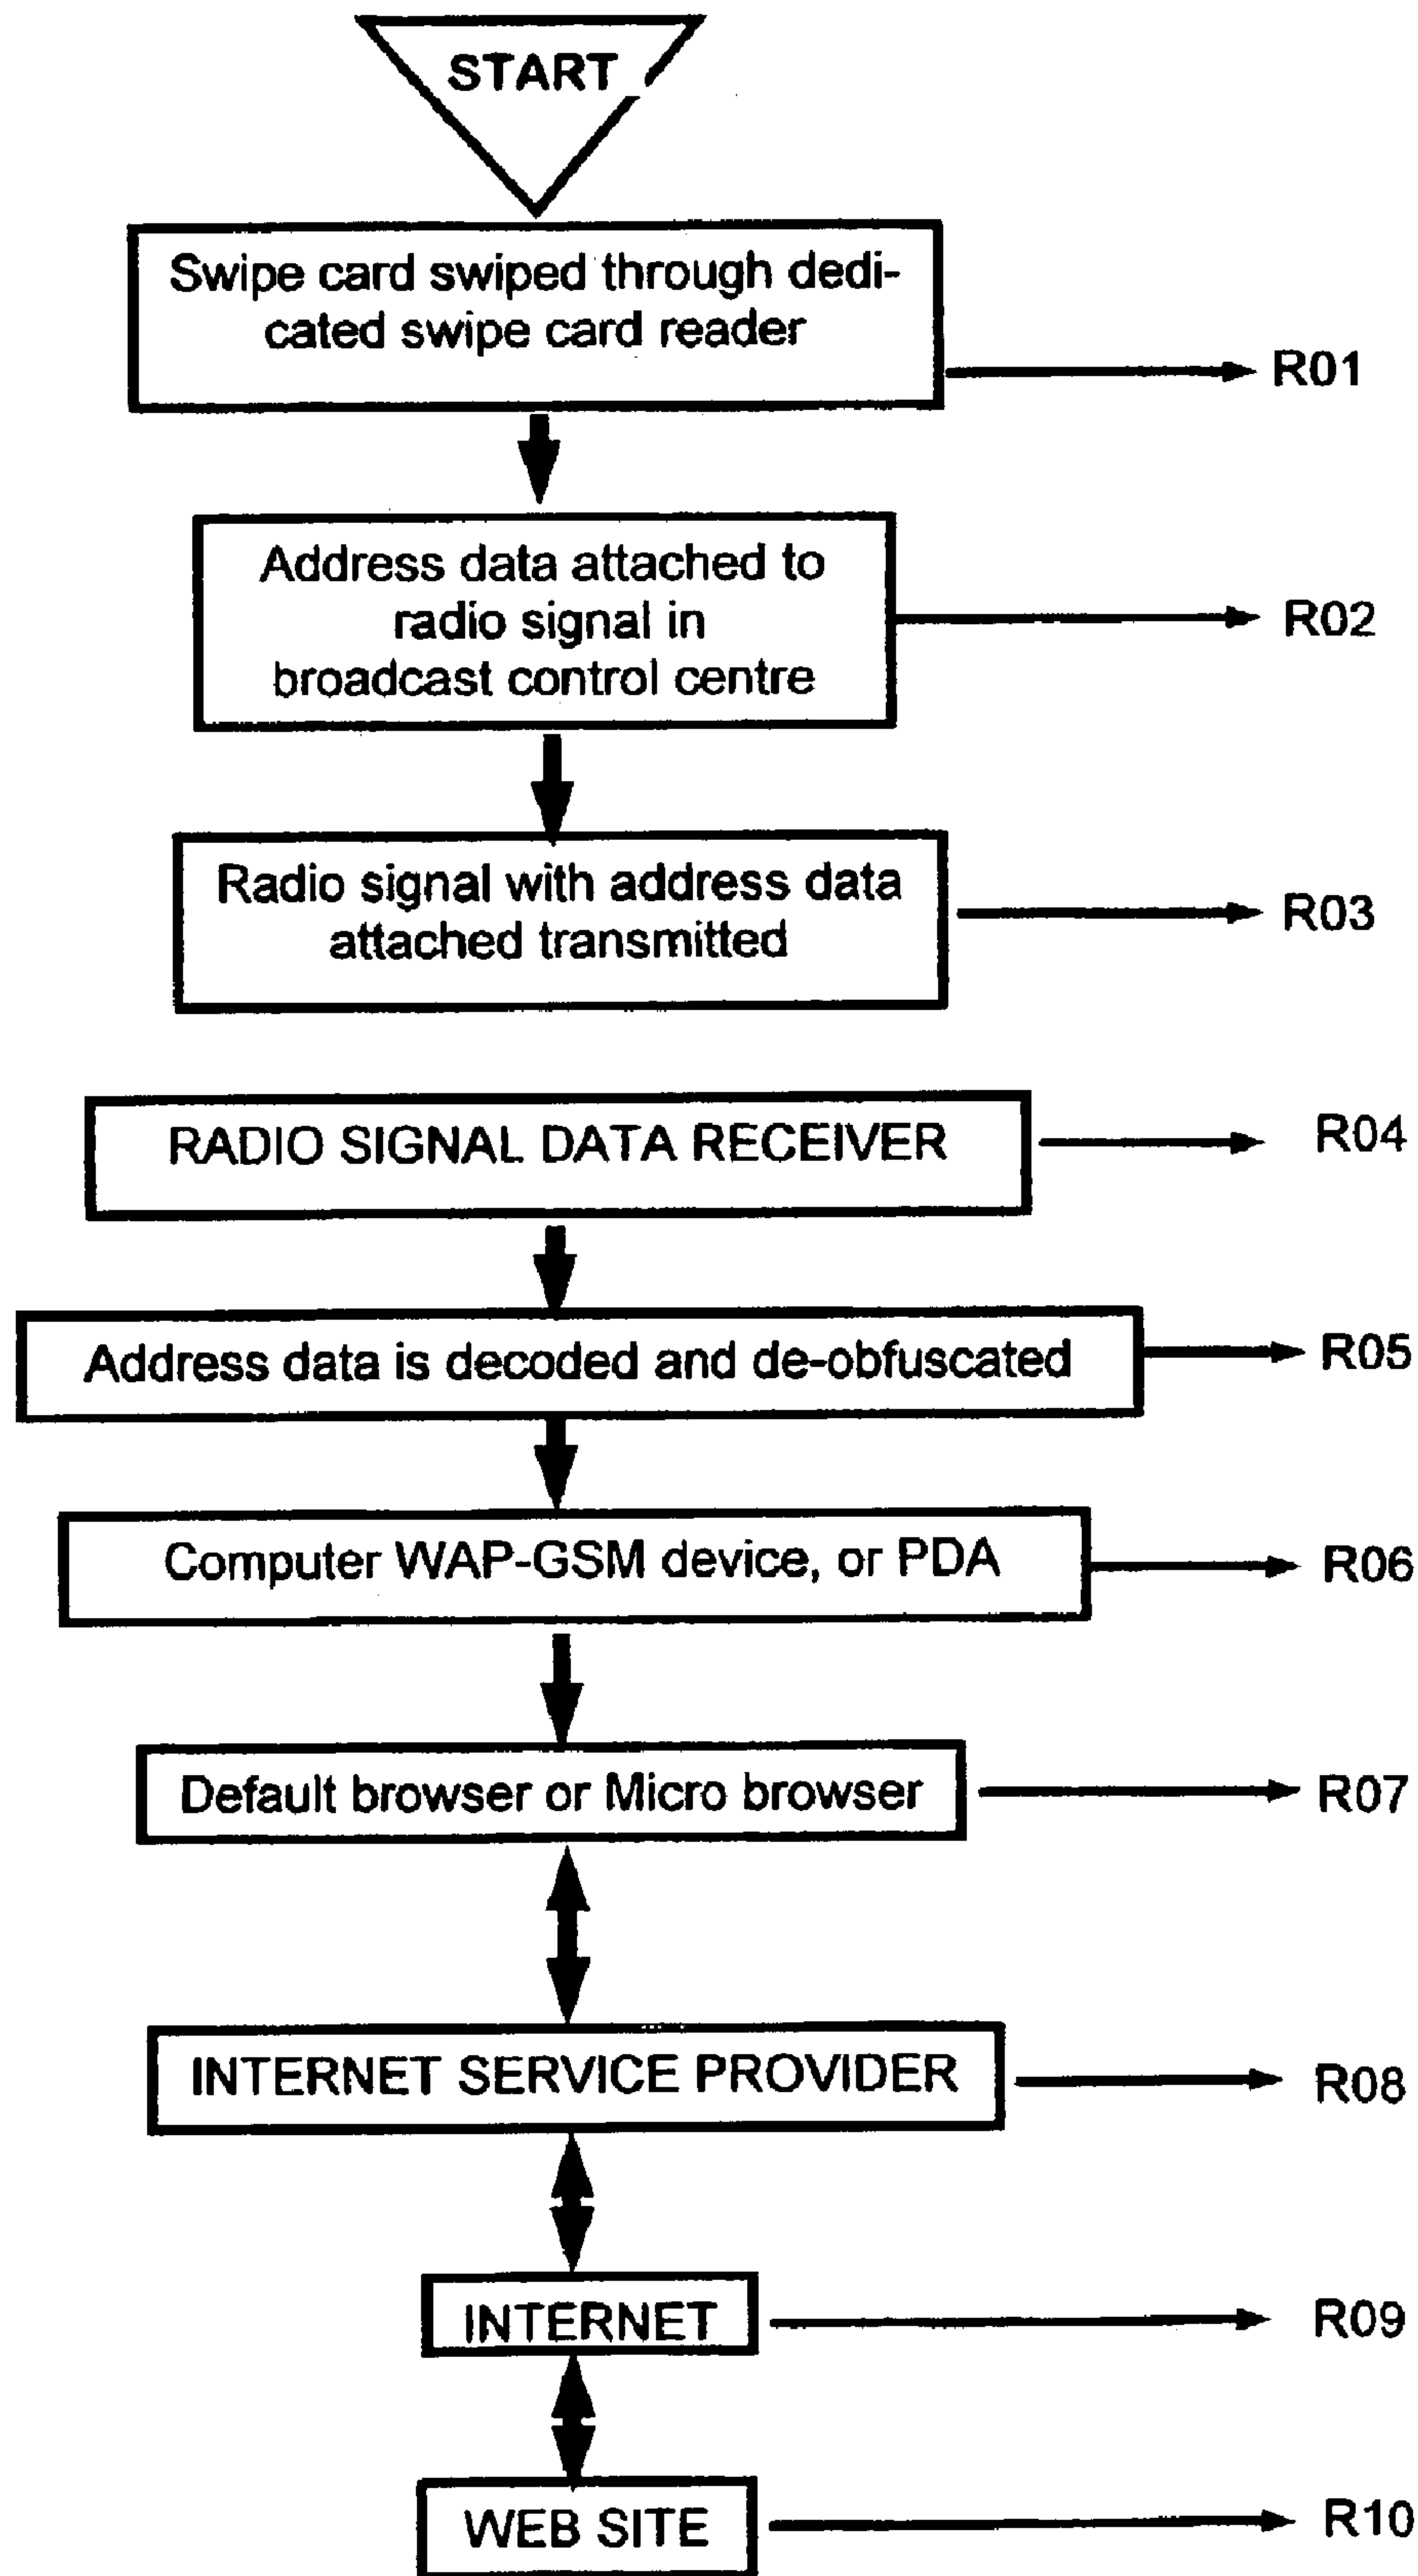 START
Swipe card swiped through dedi-
cated swipe card reader
R01
Address data attached to
radio signal in
broadcast control centre
R02
Radio signal with address data
attached transmitted
R03
RADIO SIGNAL DATA RECEIVER
R04
Address data is decoded and de-obfuscated
R05
Computer WAP-GSM device, or PDA
R06
Default browser or Micro browser
R07
INTERNET SERVICE PROVIDER
R08
INTERNET
R09
WEB SITE
R10